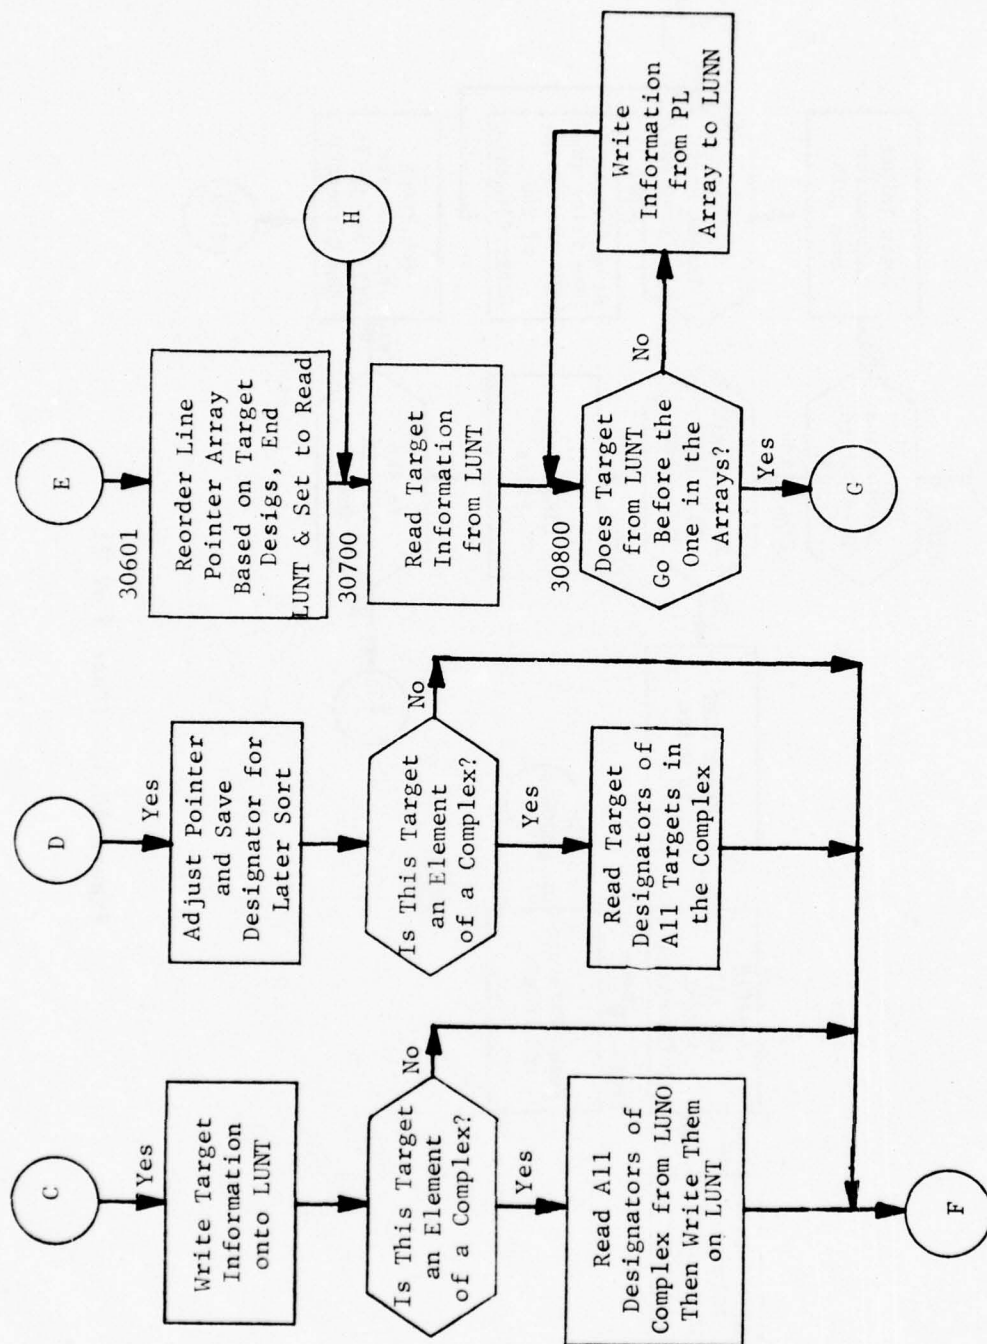 C
Yes
Write Target
Information
onto LUNT
Is This Target
an Element
of a Complex?
No
Yes
Read All
Designators of
Complex from LUNO
Then Write Them
on LUNT
F
D
Yes
Adjust Pointer
and Save
Designator for
Later Sort
Is This Target
an Element
of a Complex?
No
Yes
Read Target
Designators of
All Targets in
the Complex
E
30601
Reorder Line
Pointer Array
Based on Target
Desigs, End
LUNT & Set to Read
H
30700
Read Target
Information
from LUNT
30800
Does Target
from LUNT
Go Before the
One in the
Arrays?
No
Yes
Write
Information
from PL
Array to LUNN
G